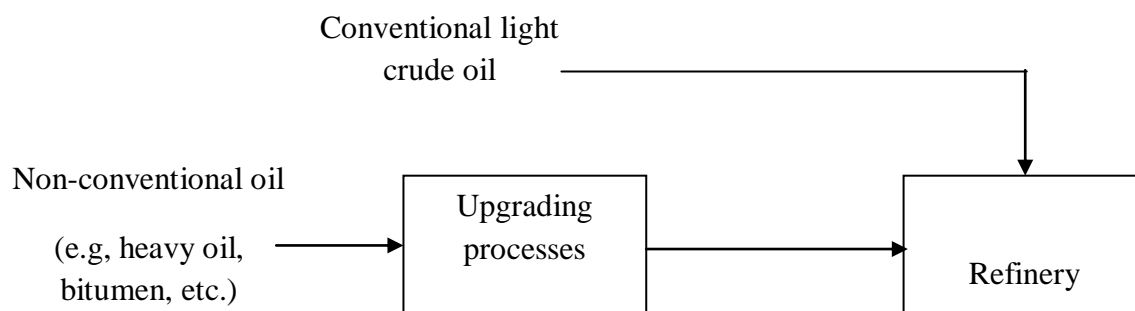 Conventional light
crude oil
Non-conventional oil
(e.g, heavy oil,
bitumen, etc.)
Upgrading
processes
Refinery